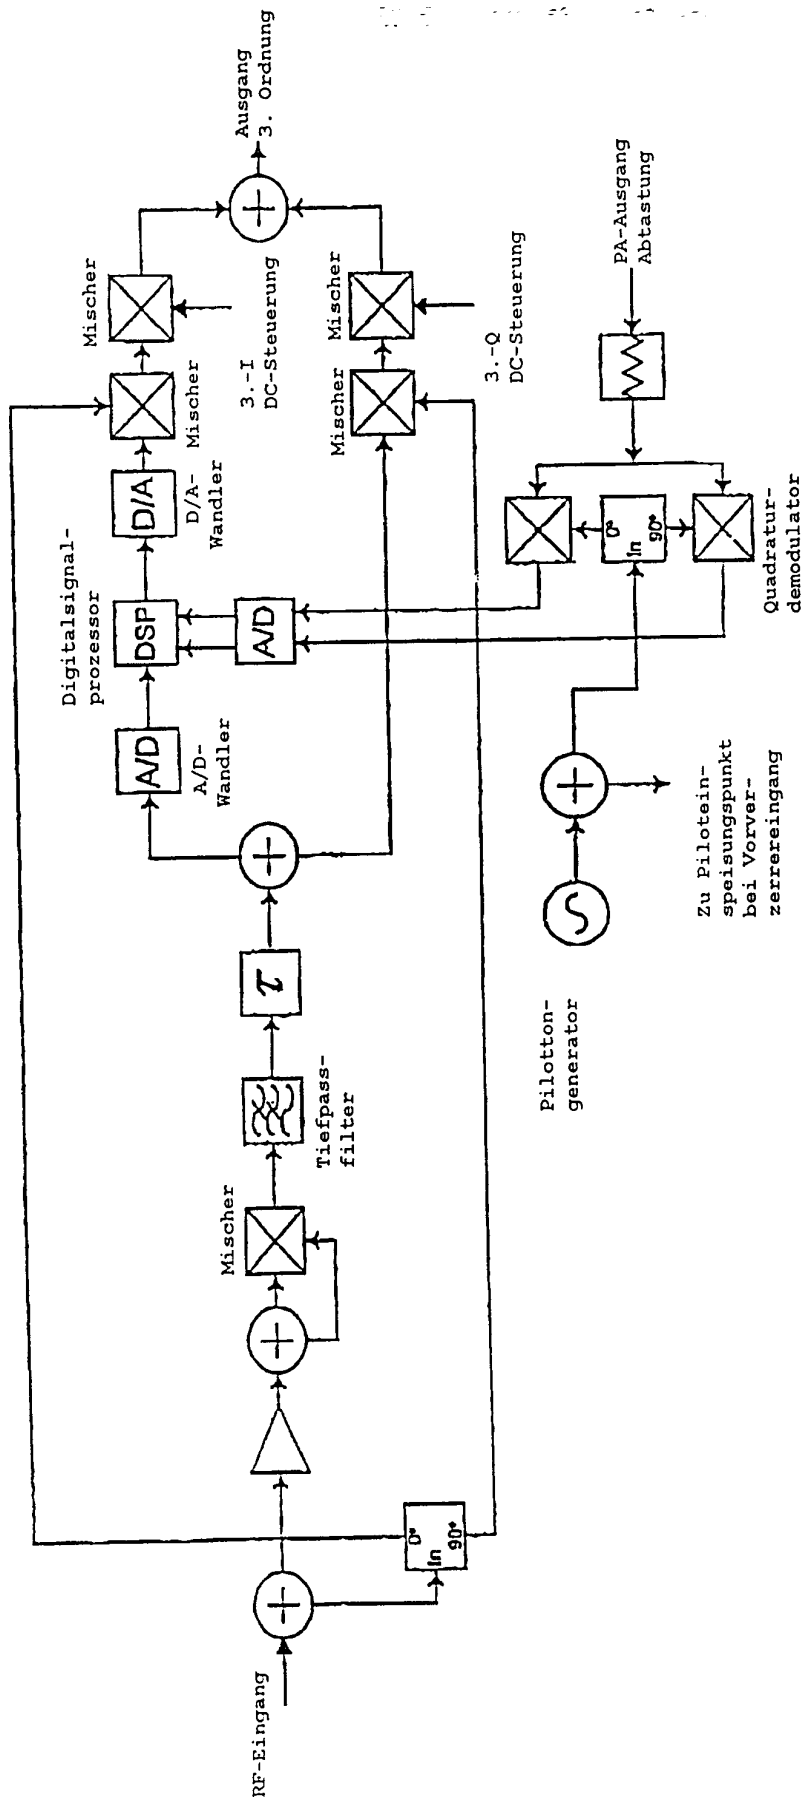 RF-Eingang
In
0°
90°
Mischer
Tiefpass-
filter
τ
A/D
A/D-
Wandler
Digitalsignal-
prozessor
DSP
A/D
D/A
D/A-
Wandler
Mischer
Mischer
3.-I
DC-Steuerung
Mischer
Mischer
3.-Q
DC-Steuerung
Ausgang
3. Ordnung
Pilotton-
generator
Zu Pilotein-
speisungspunkt
bei Vorver-
zerrereingang
In
0°
90°
Quadratur-
demodulator
PA-Ausgang
Abtastung